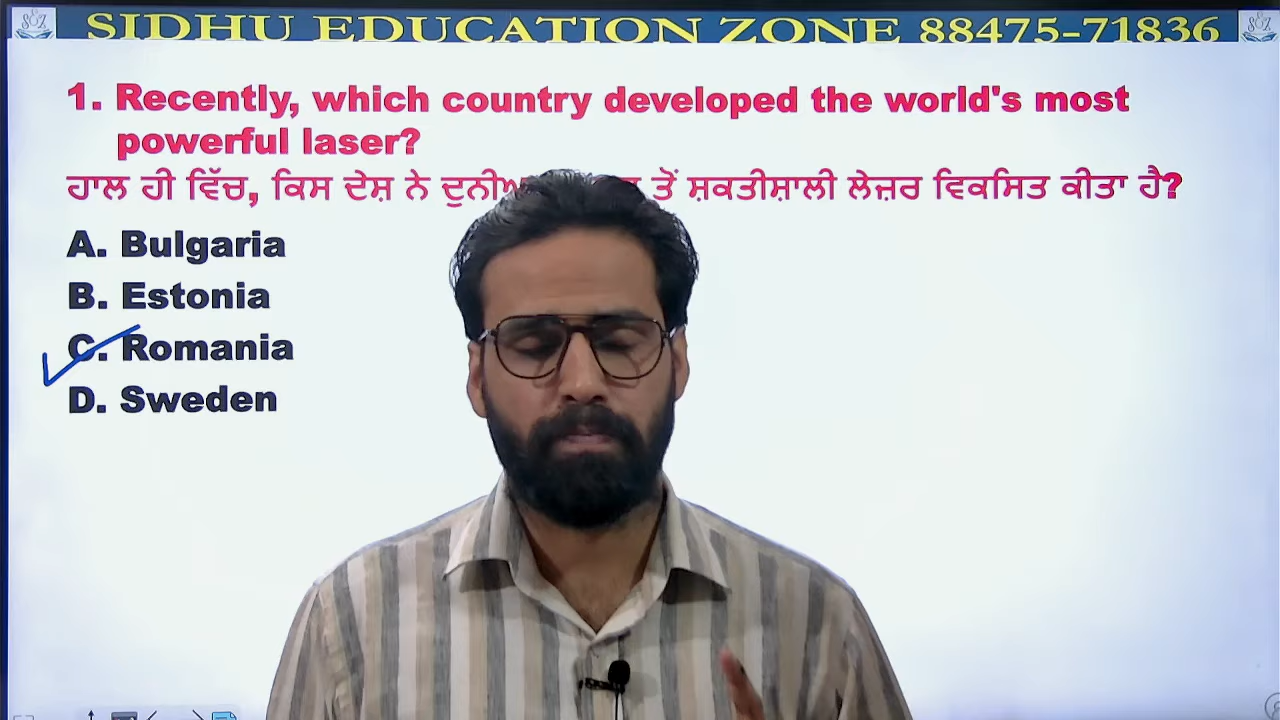 SIDHU EDUCATION ZONE 88475-71836
1. Recently, which country developed the world's most
powerful laser?
ਹਾਲ ਹੀ ਵਿੱਚ, ਕਿਸ ਦੇਸ਼ ਨੇ ਤੋਂ ਸ਼ਕਤੀਸ਼ਾਲੀ ਲੇਜ਼ਰ ਵਿਕਸਿਤ ਕੀਤਾ ਹੈ?
A. Bulgaria
B. Estonia
C. Romania
D. Sweden